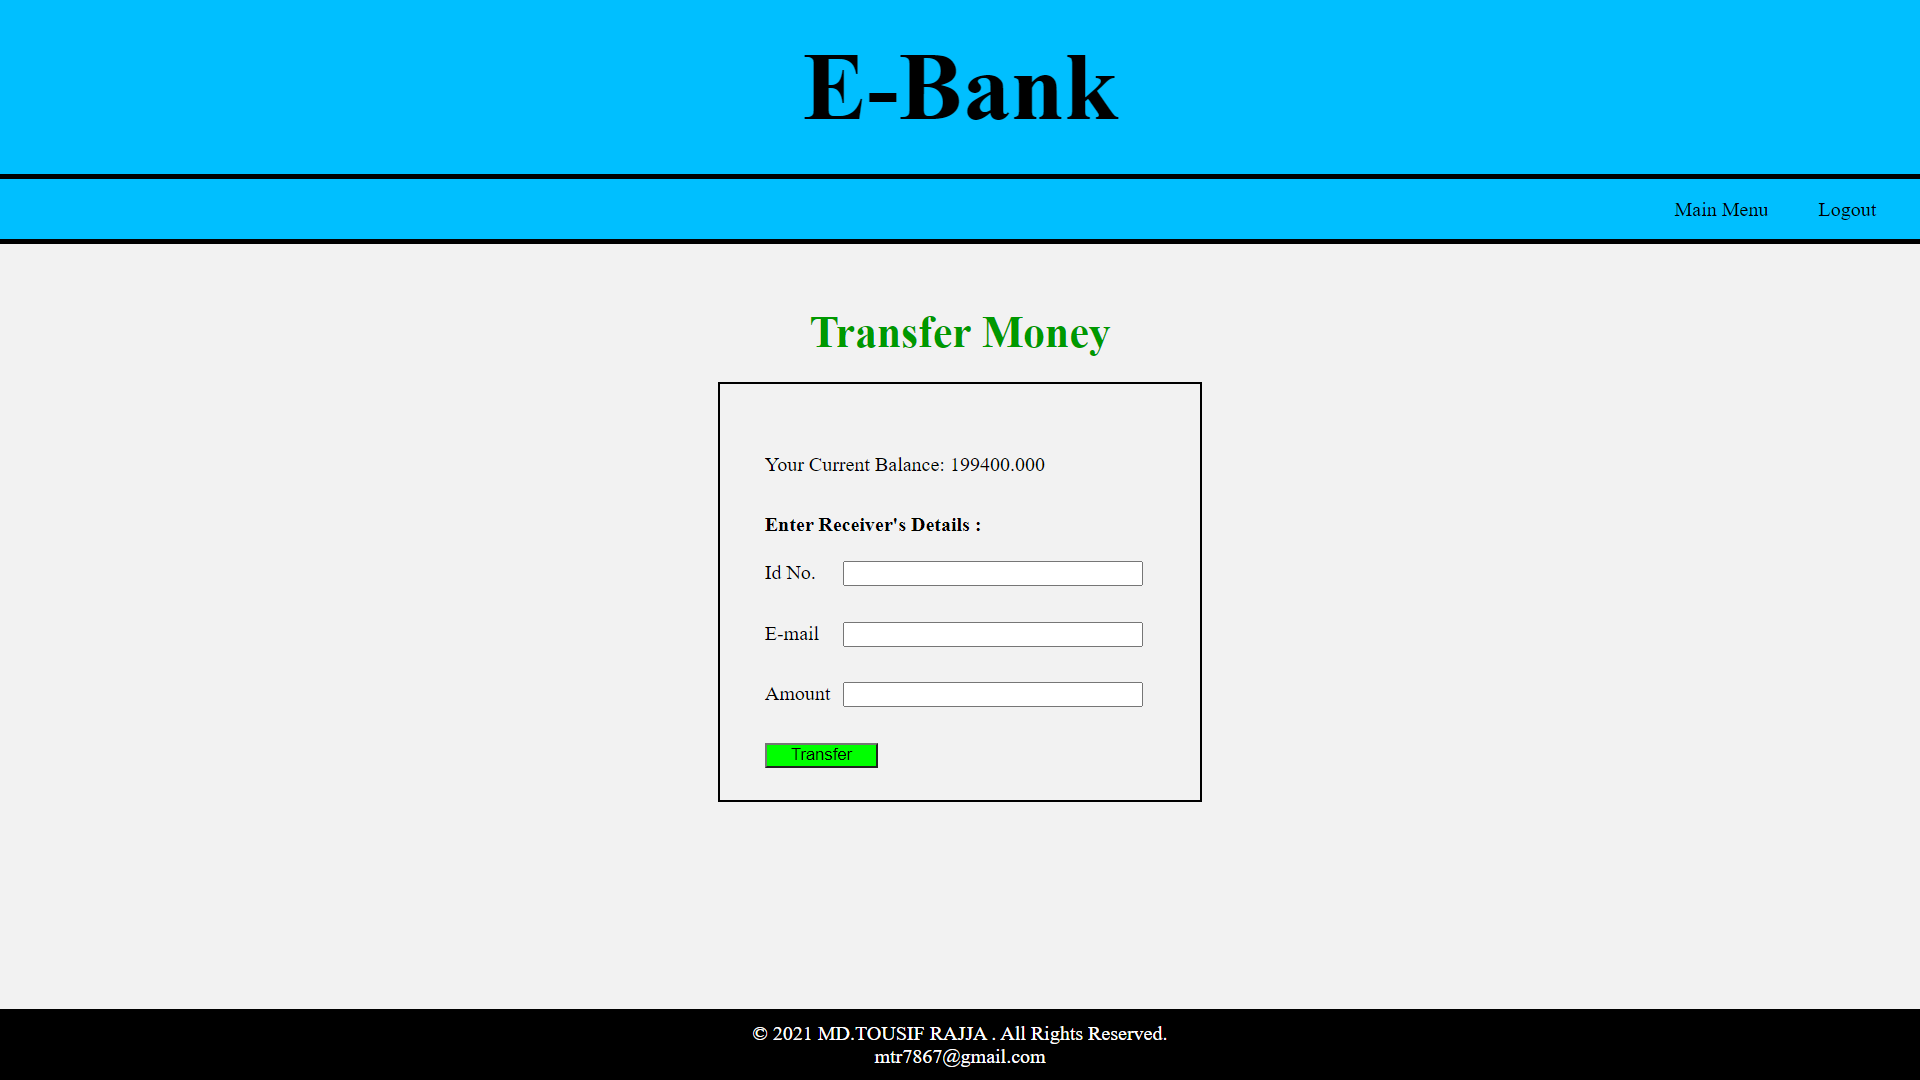 E-Bank
Main Menu Logout
Transfer Money
Your Current Balance: 199400.000
Enter Receiver's Details :
Id No.
E-mail
Amount
Transfer
© 2021 MD.TOUSIF RAJJA . All Rights Reserved.
mtr7867@gmail.com